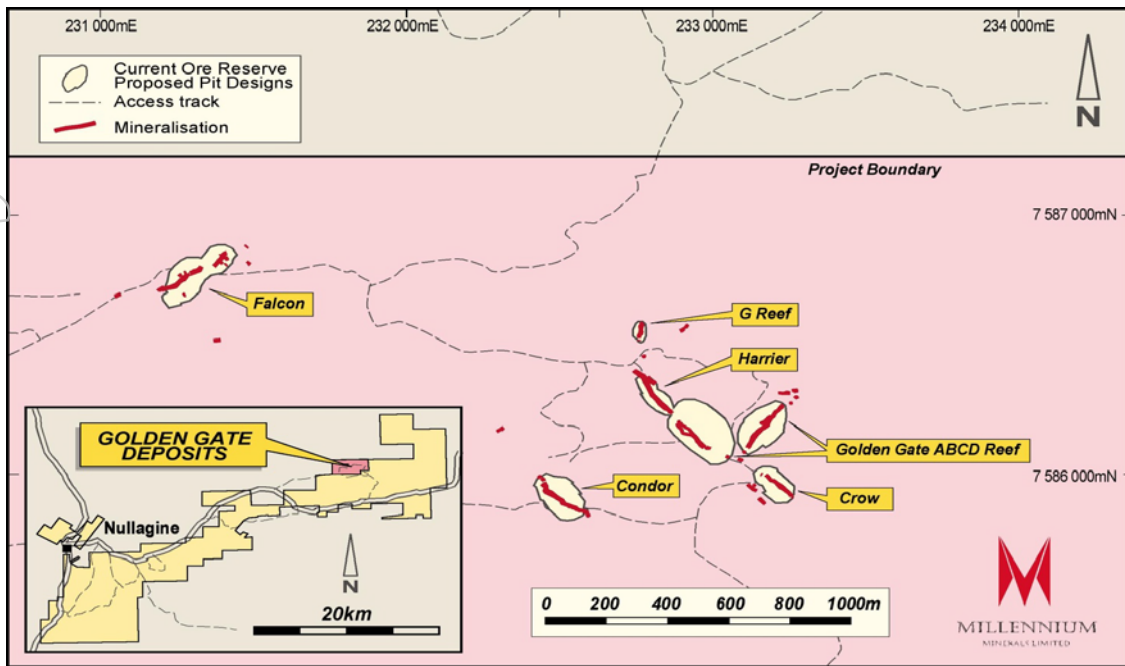 231 000mE
232 000mE
233 000mE
234 000mE
Current Ore Reserve
Proposed Pit Designs
Access track
Mineralisation
N
Project Boundary
7 587 000mN
Falcon
G Reef
Harrier
Golden Gate ABCD Reef
7 586 000mN
Condor
Crow
GOLDEN GATE
DEPOSITS
Nullagine
N
20km
0 200 400 600 800 1000m
MILLENNIUM
MINERALS LIMITED